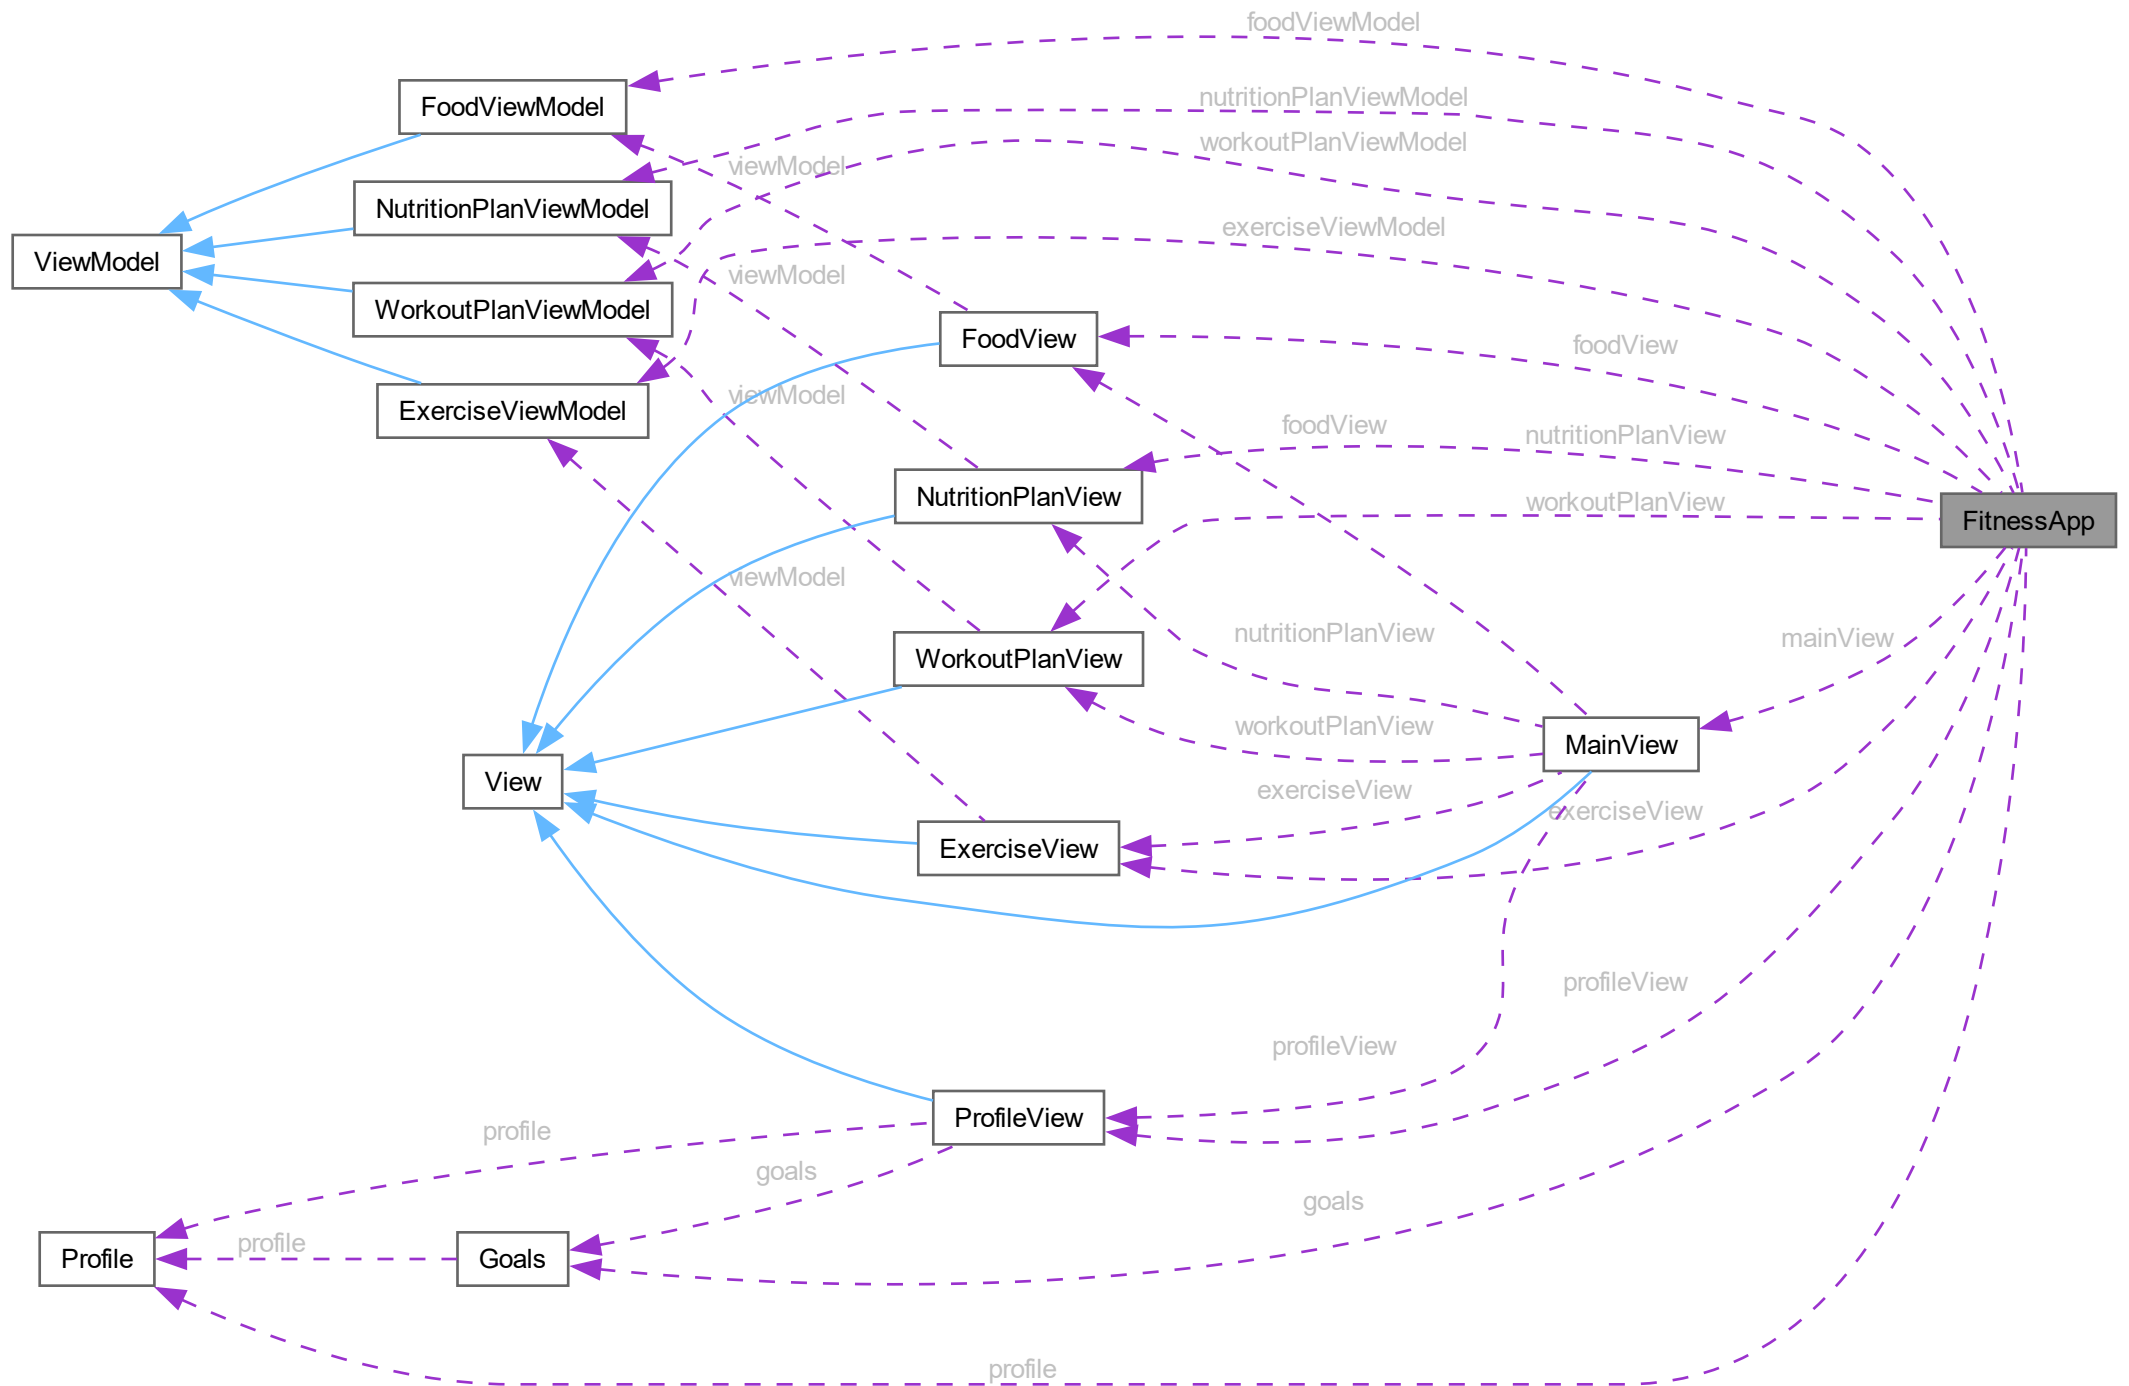 foodViewModel
FoodViewModel
nutritionPlanViewModel
workoutPlanViewModel
viewModel
NutritionPlanViewModel
exerciseViewModel
ViewModel
viewModel
WorkoutPlanViewModel
FoodView
foodView
viewModel
ExerciseViewModel
foodView
nutritionPlanView
NutritionPlanView
workoutPlanView
FitnessApp
viewModel
nutritionPlanView
mainView
WorkoutPlanView
workoutPlanView
MainView
View
exerciseView
exerciseView
ExerciseView
profileView
profileView
ProfileView
profile
goals
goals
profile
Profile
Goals
profile